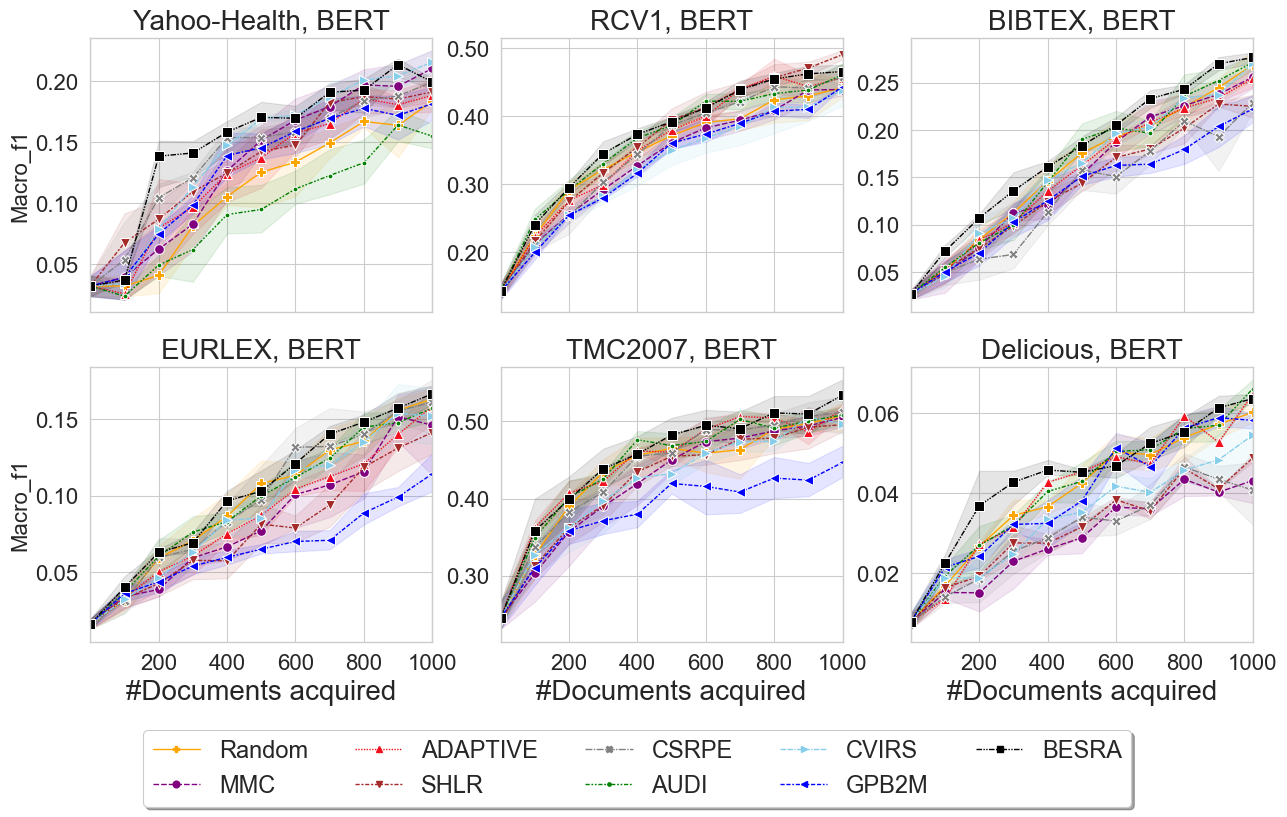 Yahoo-Health, BERT
RCV1, BERT
BIBTEX, BERT
Macro_f1
0.20
0.15
0.10
0.05
0.50
0.40
0.30
0.20
0.25
0.20
0.15
0.10
0.05
EURLEX, BERT
TMC2007, BERT
Delicious, BERT
Macro_f1
0.15
0.10
0.05
0.50
0.40
0.30
0.06
0.04
0.02
200 400 600 800 1000
200 400 600 800 1000
200 400 600 800 1000
#Documents acquired
#Documents acquired
#Documents acquired
Random ADAPTIVE CSRPE CVIRS BESRA
MMC SHLR AUDI GPB2M